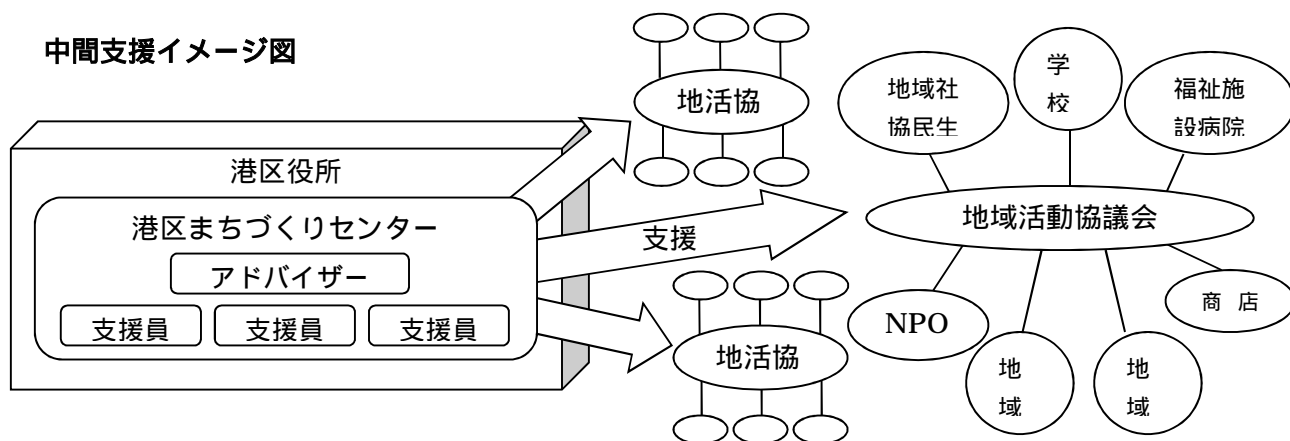 中間支援イメージ図
港区役所
港区まちづくりセンター
アドバイザー
支援員
支援員
支援員
支援
地活協
地活協
地域社
協民生
学
校
福祉施
設病院
地域活動協議会
NPO
地
域
地
域
商 店